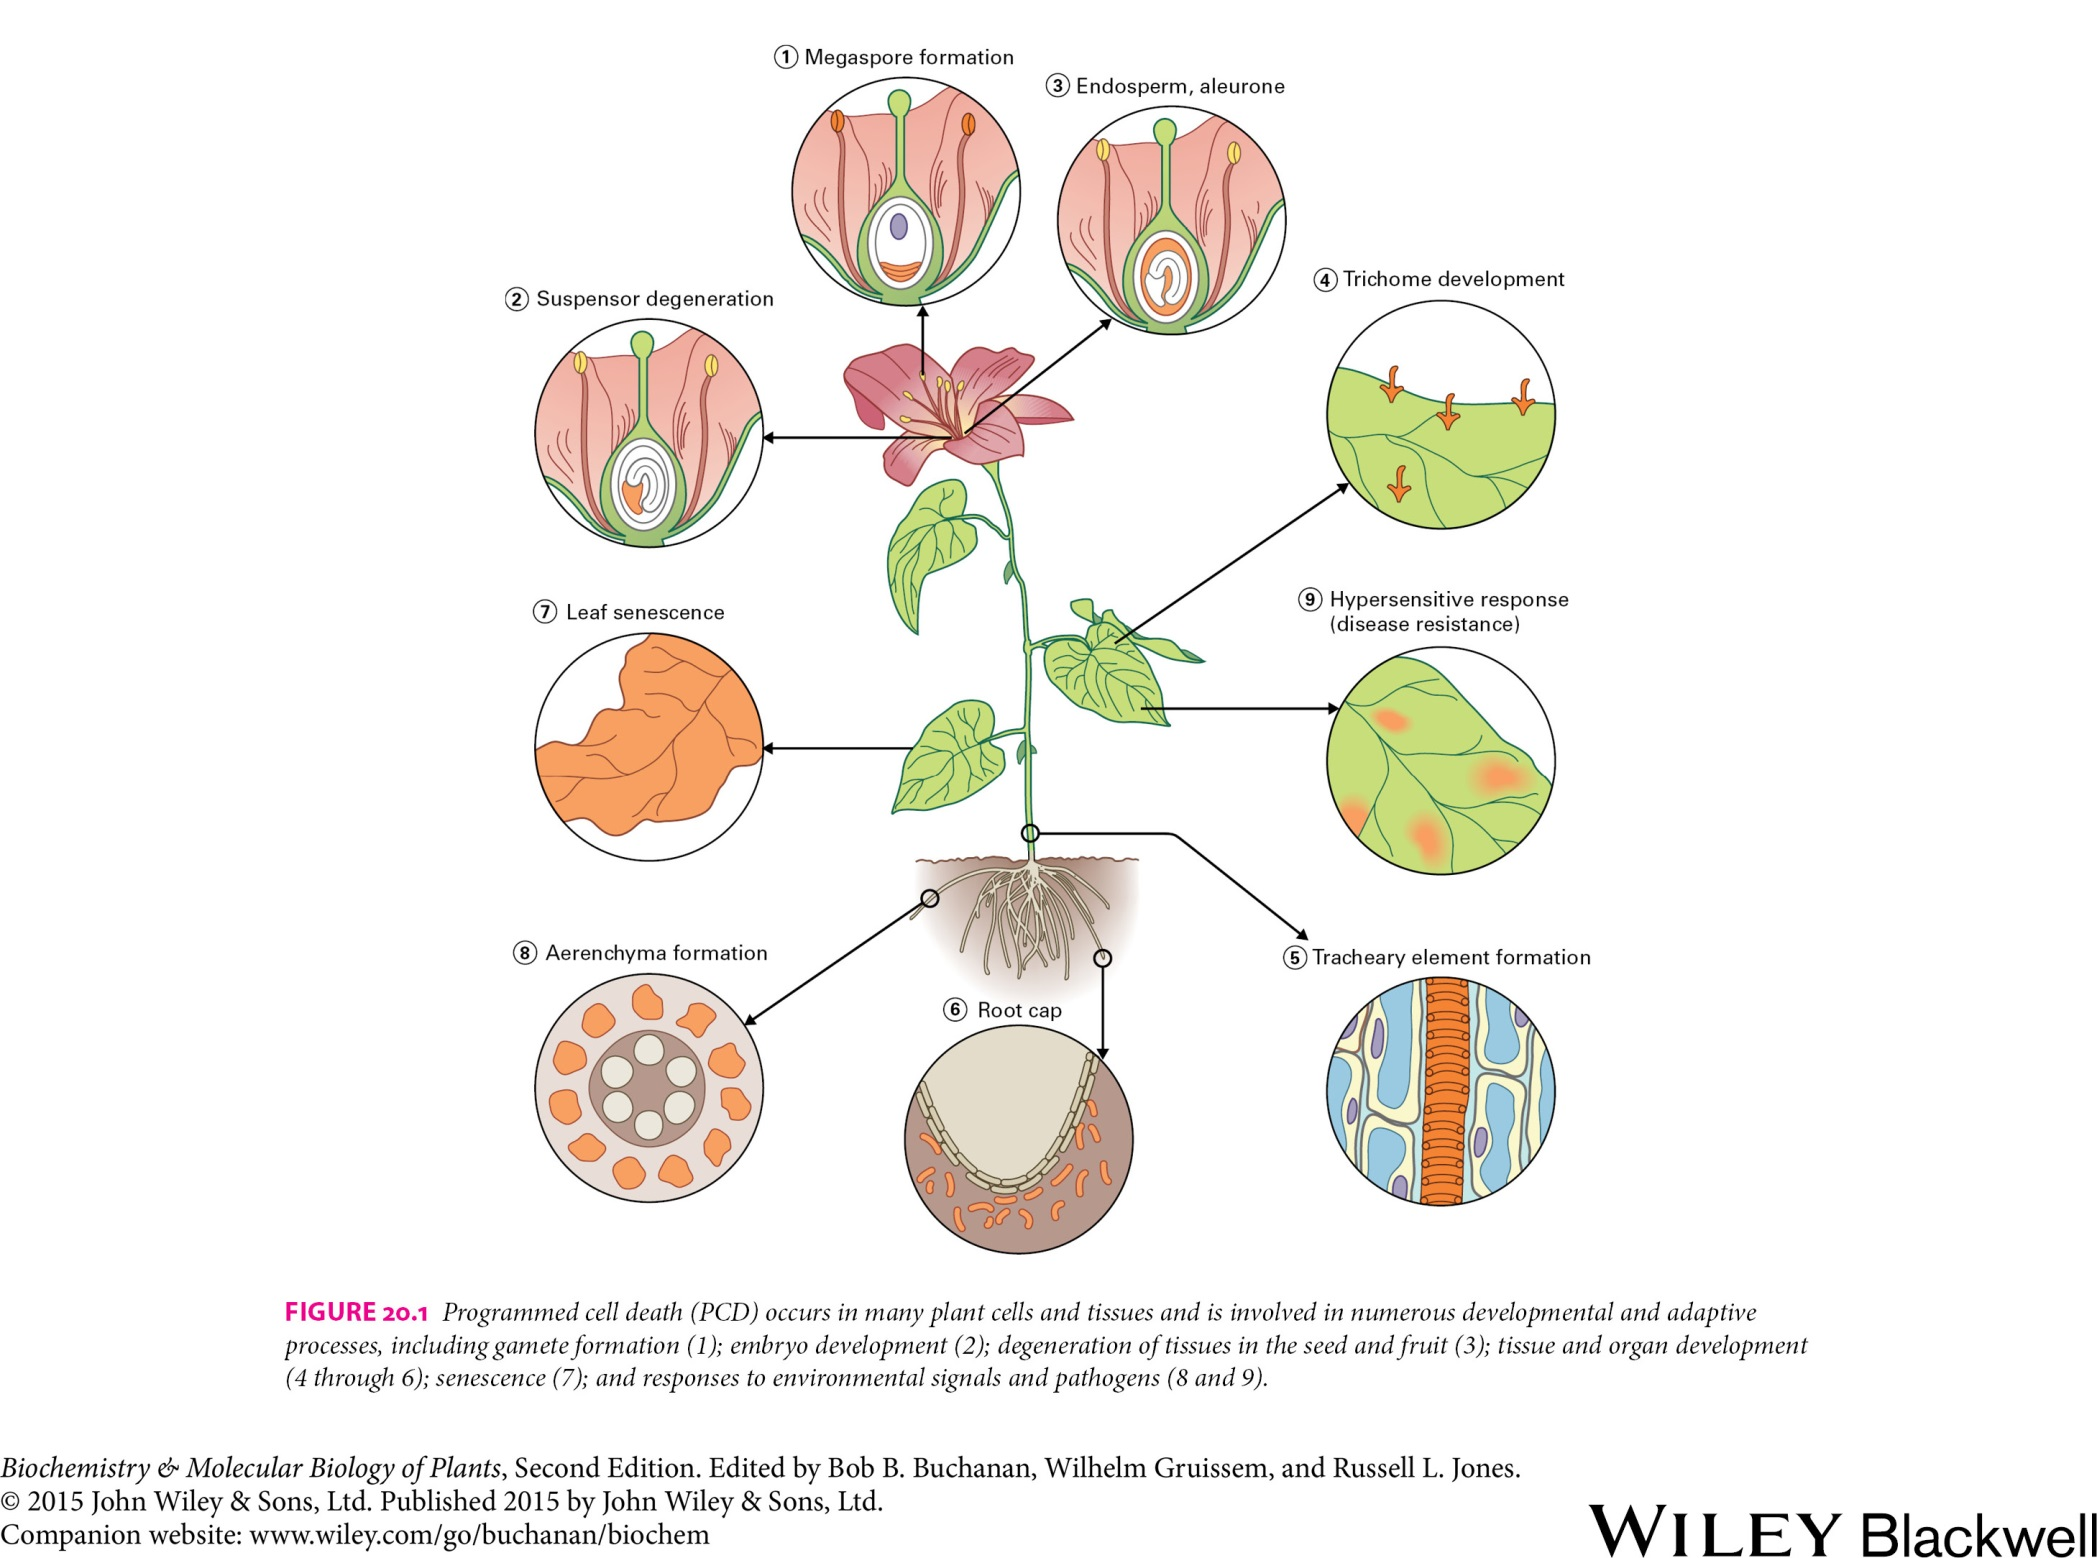 ① Megaspore formation
③ Endosperm, aleurone
④ Trichome development
② Suspensor degeneration
⑨ Hypersensitive response
(disease resistance)
⑦ Leaf senescence
⑧ Aerenchyma formation
⑤ Tracheary element formation
⑥ Root cap
FIGURE 20.1 Programmed cell death (PCD) occurs in many plant cells and tissues and is involved in numerous developmental and adaptive
processes, including gamete formation (1); embryo development (2); degeneration of tissues in the seed and fruit (3); tissue and organ development
(4 through 6); senescence (7); and responses to environmental signals and pathogens (8 and 9).
Biochemistry & Molecular Biology of Plants, Second Edition. Edited by Bob B. Buchanan, Wilhelm Gruissem, and Russell L. Jones.
© 2015 John Wiley & Sons, Ltd. Published 2015 by John Wiley & Sons, Ltd.
Companion website: www.wiley.com/go/buchanan/biochem
WILEY Blackwell